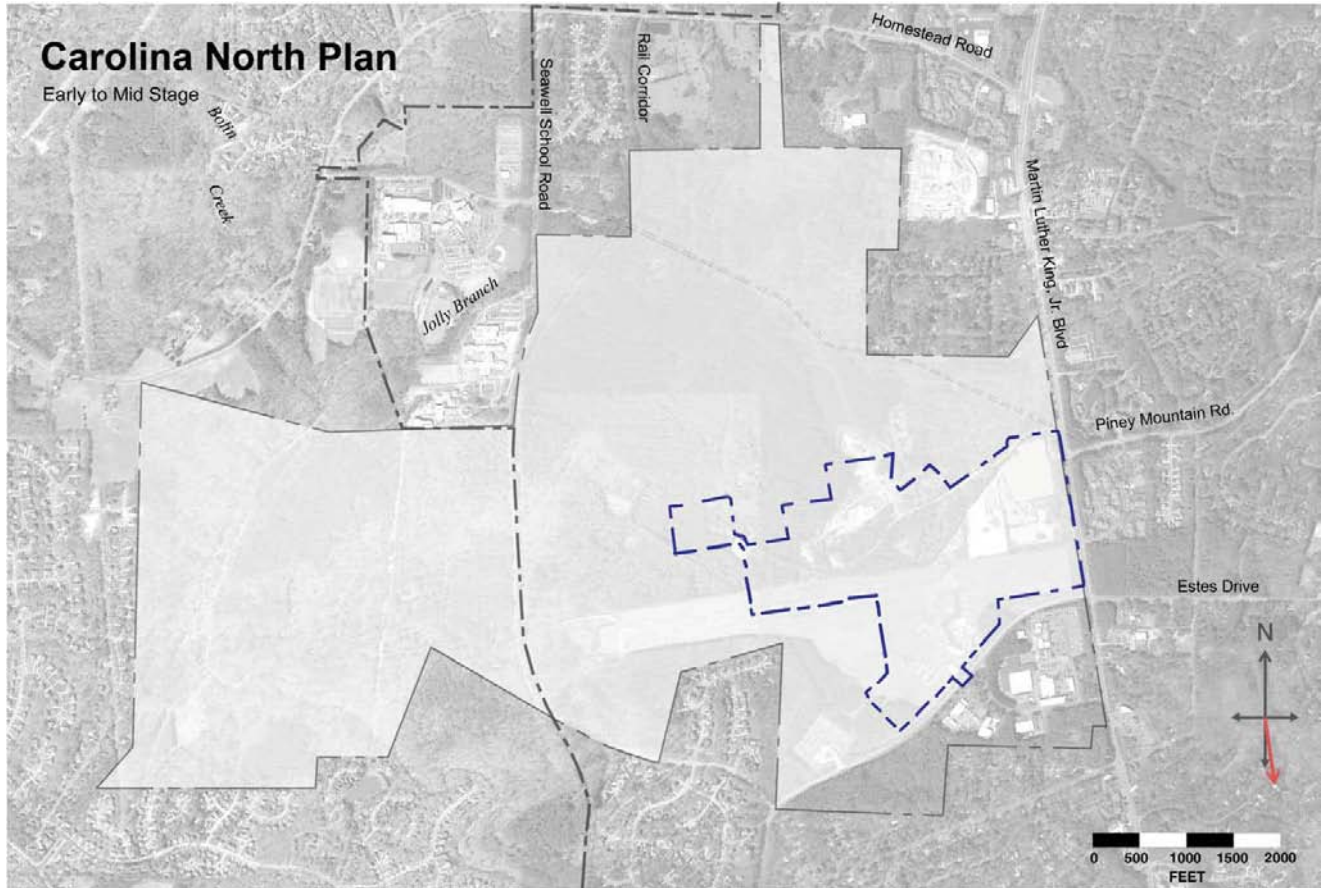 Carolina North Plan
Early to Mid Stage
Homestead Road
Rail Corridor
Seawell School Road
Bolin
Creek
Martin Luther King, Jr. Blvd
Jolly Branch
Piney Mountain Rd.
Estes Drive
N
0 500 1000 1500 2000
FEET